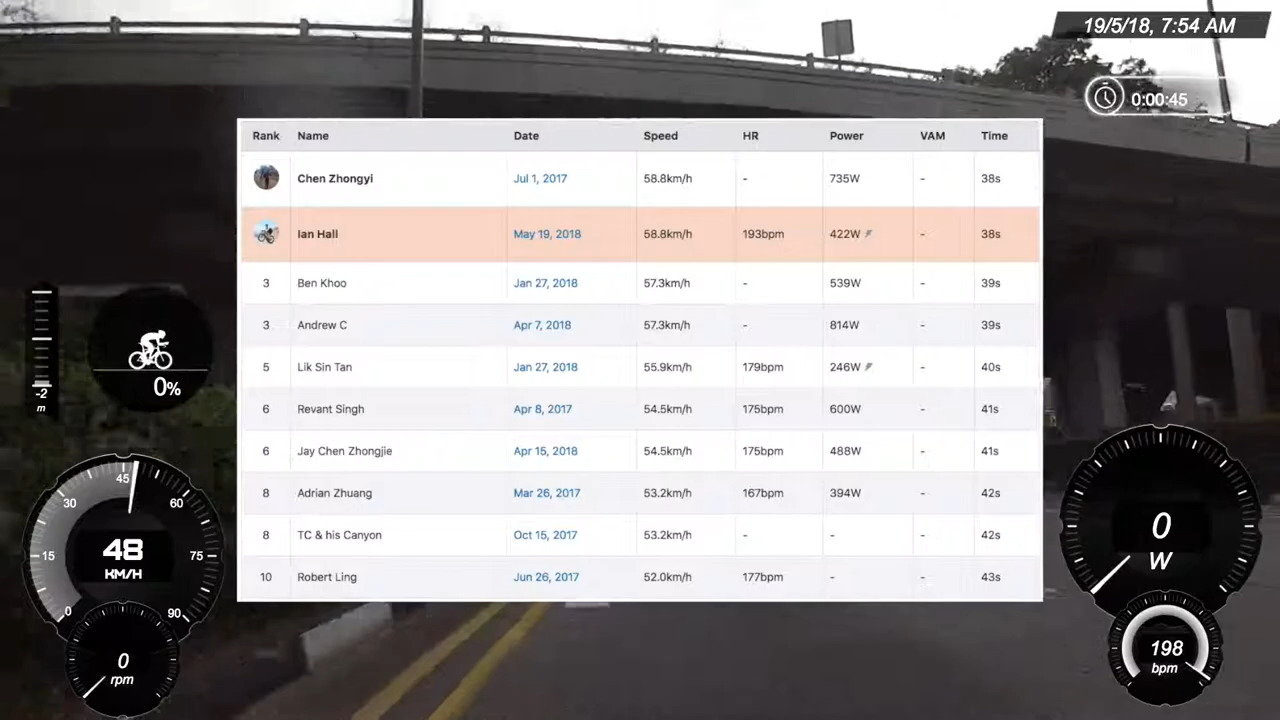 19/5/18, 7:54 AM
0:00:45
Rank Name Date Speed HR Power VAM Time
Chen Zhongyi Jul 1, 2017 58.8km/h - 735W - 38s
Ian Hall May 19, 2018 58.8km/h 193bpm 422W - 38s
3 Ben Khoo Jan 27, 2018 57.3km/h - 539W - 39s
3 Andrew C Apr 7, 2018 57.3km/h - 814W - 39s
5 Lik Sin Tan Jan 27, 2018 55.9km/h 179bpm 246W - 40s
6 Revant Singh Apr 8, 2017 54.5km/h 175bpm 600W - 41s
6 Jay Chen Zhongjie Apr 15, 2018 54.5km/h 175bpm 488W - 41s
8 Adrian Zhuang Mar 26, 2017 53.2km/h 167bpm 394W - 42s
8 TC & his Canyon Oct 15, 2017 53.2km/h - - - 42s
10 Robert Ling Jun 26, 2017 52.0km/h 177bpm - - 43s
-2
m
0%
0 15 30 45 60 75 90
48
KM/H
0
rpm
0
W
198
bpm